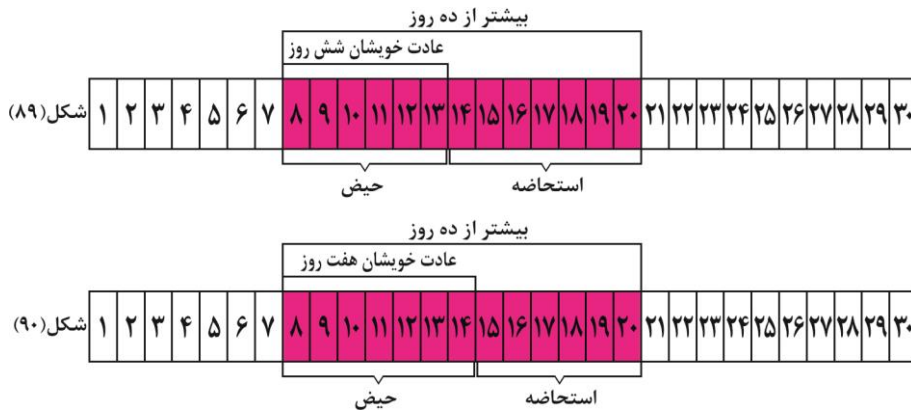 بیشتر از ده روز
عادت خویشان شش روز
شکل(۸۹) ۱ ۲ ۳ ۴ ۵ ۶ ۷ ۸ ۹ ۱۰ ۱۱ ۱۲ ۱۳ ۱۴ ۱۵ ۱۶ ۱۷ ۱۸ ۱۹ ۲۰ ۲۱ ۲۲ ۲۳ ۲۴ ۲۵ ۲۶ ۲۷ ۲۸ ۲۹ ۳۰
حیض استحاضه
بیشتر از ده روز
عادت خویشان هفت روز
شکل(۹۰) ۱ ۲ ۳ ۴ ۵ ۶ ۷ ۸ ۹ ۱۰ ۱۱ ۱۲ ۱۳ ۱۴ ۱۵ ۱۶ ۱۷ ۱۸ ۱۹ ۲۰ ۲۱ ۲۲ ۲۳ ۲۴ ۲۵ ۲۶ ۲۷ ۲۸ ۲۹ ۳۰
حیض استحاضه